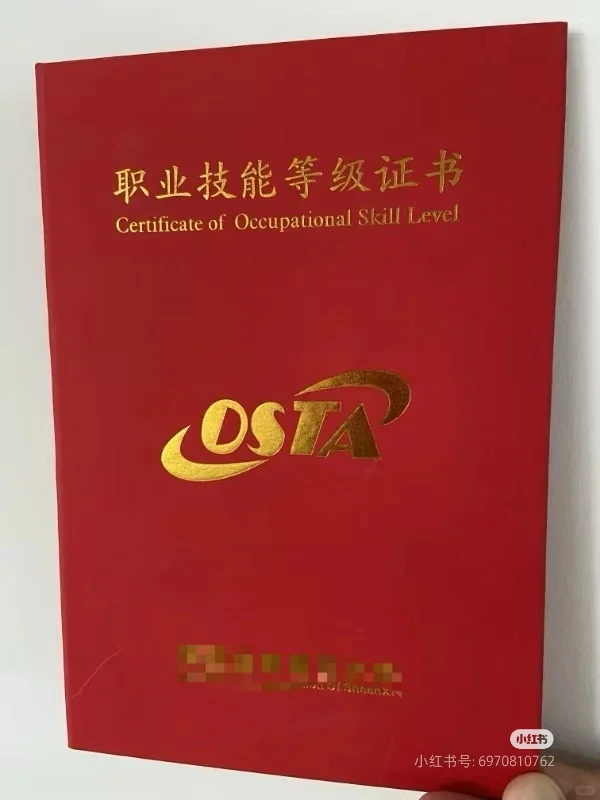 职业技能等级证书
Certificate of Occupational Skill Level
OSTA
小红书
小红书号: 6970810762